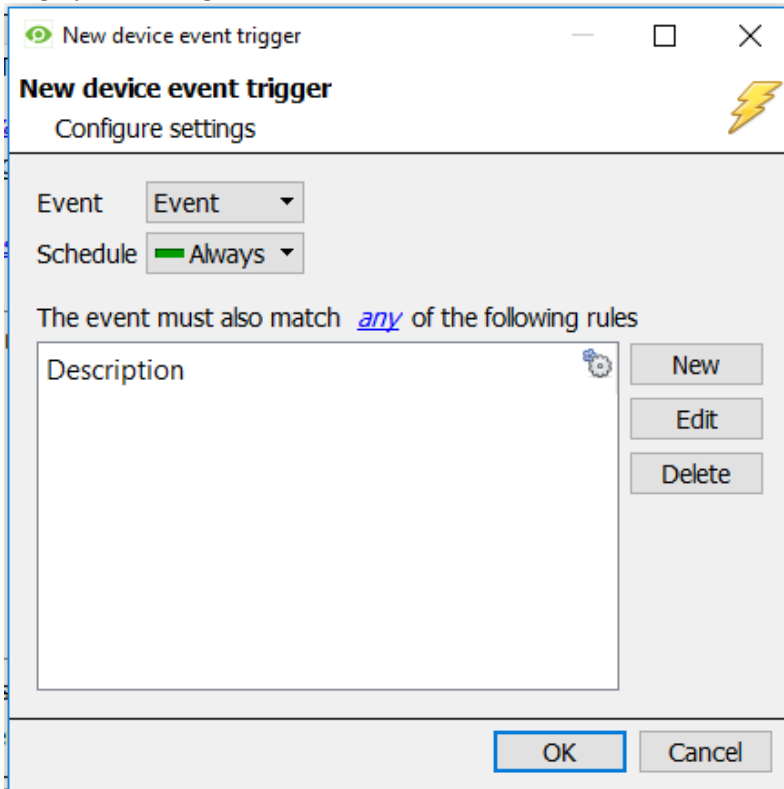 New device event trigger
New device event trigger
Configure settings
Event Event
Schedule Always
The event must also match any of the following rules
Description
New
Edit
Delete
OK Cancel